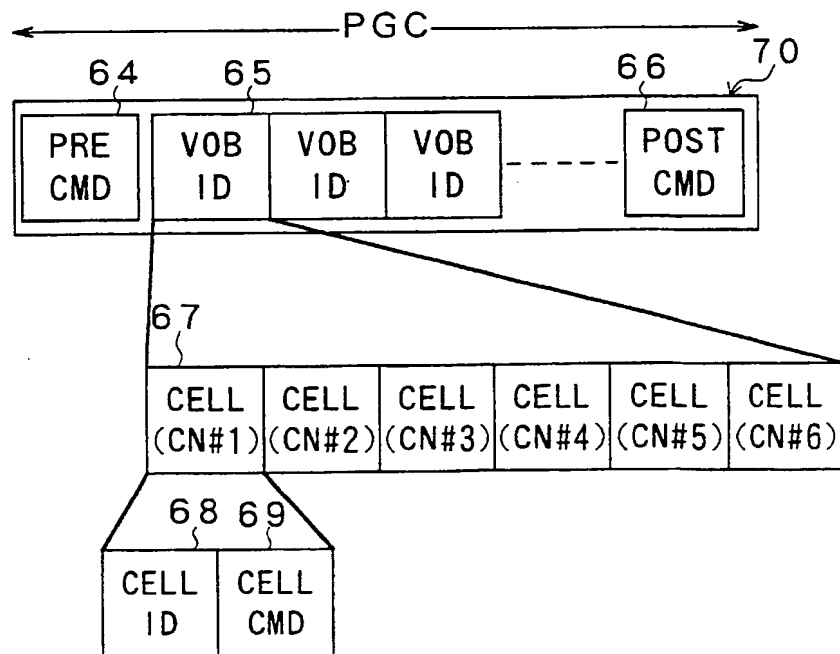 PGC
64 65 66 70
PRE CMD VOB ID VOB ID VOB ID POST CMD
67
CELL (CN#1) CELL (CN#2) CELL (CN#3) CELL (CN#4) CELL (CN#5) CELL (CN#6)
68 69
CELL ID CELL CMD